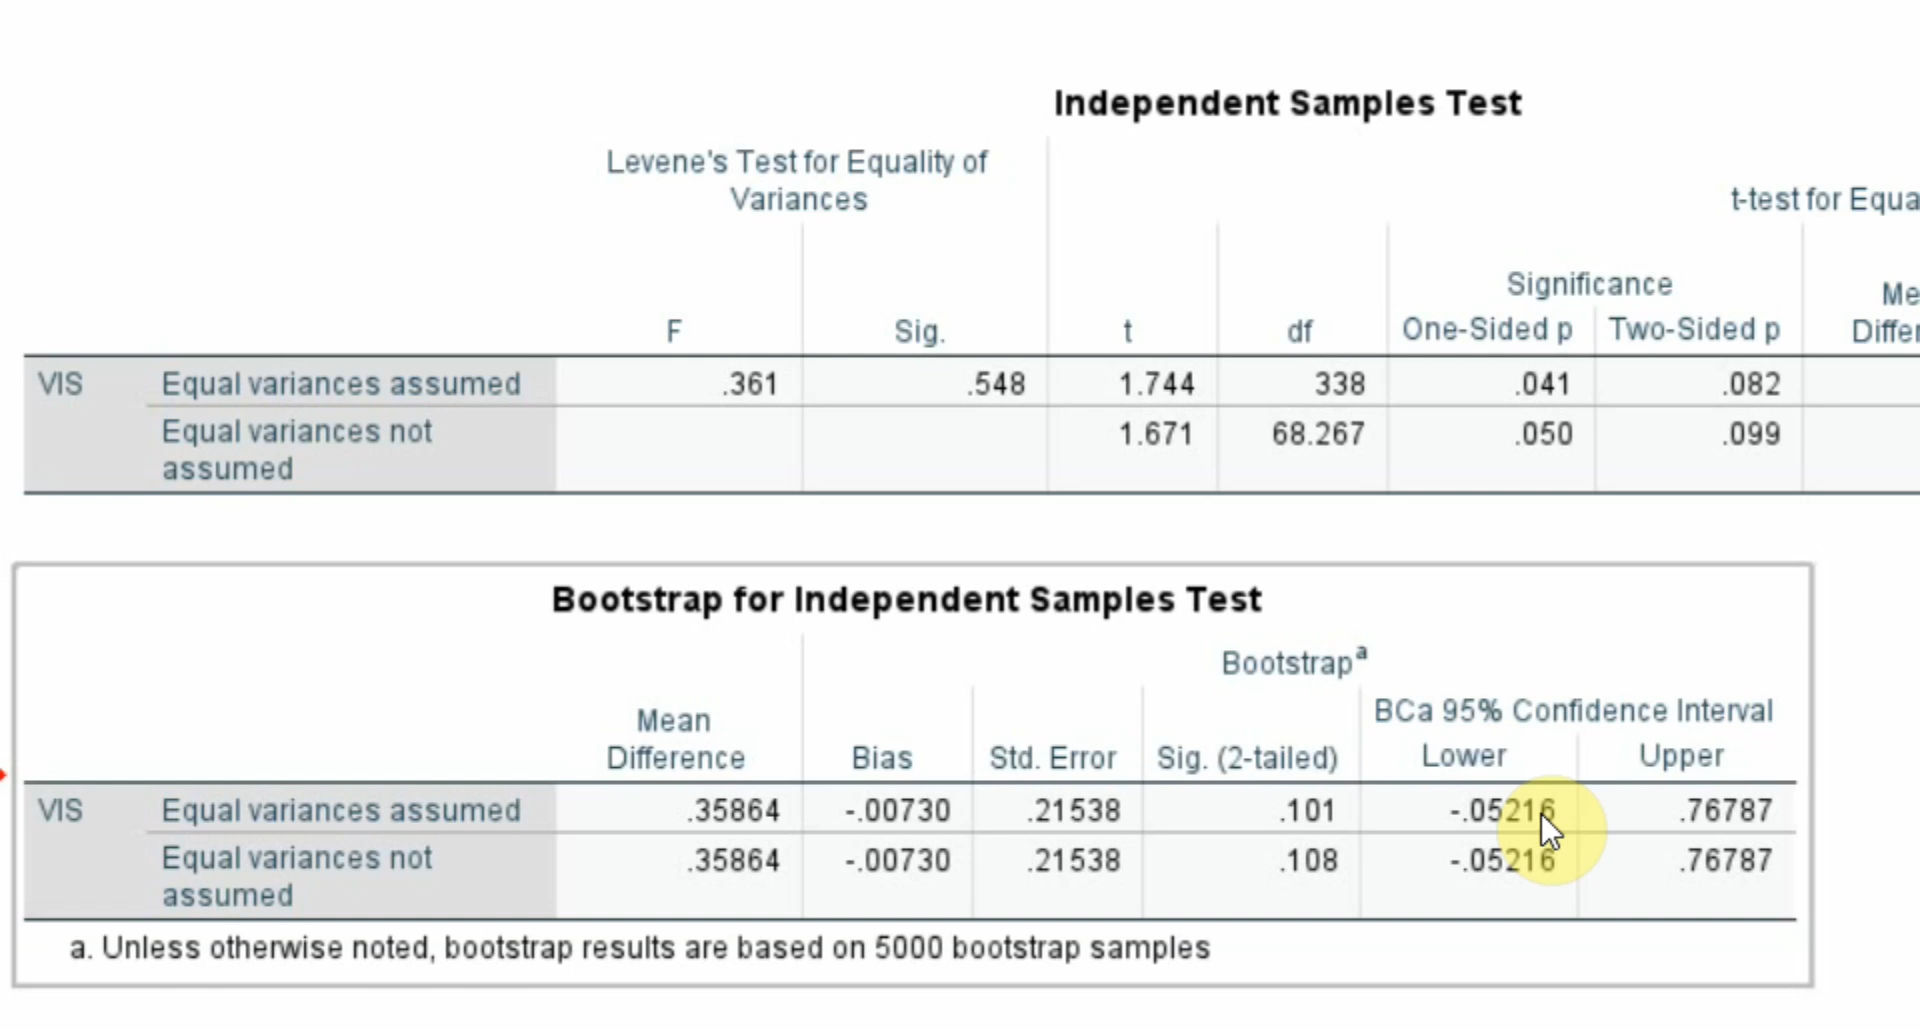 Independent Samples Test
Levene's Test for Equality of
Variances
t-test for Equa
Significance
F Sig. t df One-Sided p Two-Sided p Me
Differ
VIS Equal variances assumed .361 .548 1.744 338 .041 .082
Equal variances not
assumed 1.671 68.267 .050 .099
Bootstrap for Independent Samples Test
Bootstrap a
Mean
Difference Bias Std. Error Sig. (2-tailed) BCa 95% Confidence Interval
Lower Upper
VIS Equal variances assumed .35864 -.00730 .21538 .101 -.05216 .76787
Equal variances not
assumed .35864 -.00730 .21538 .108 -.05216 .76787
a. Unless otherwise noted, bootstrap results are based on 5000 bootstrap samples